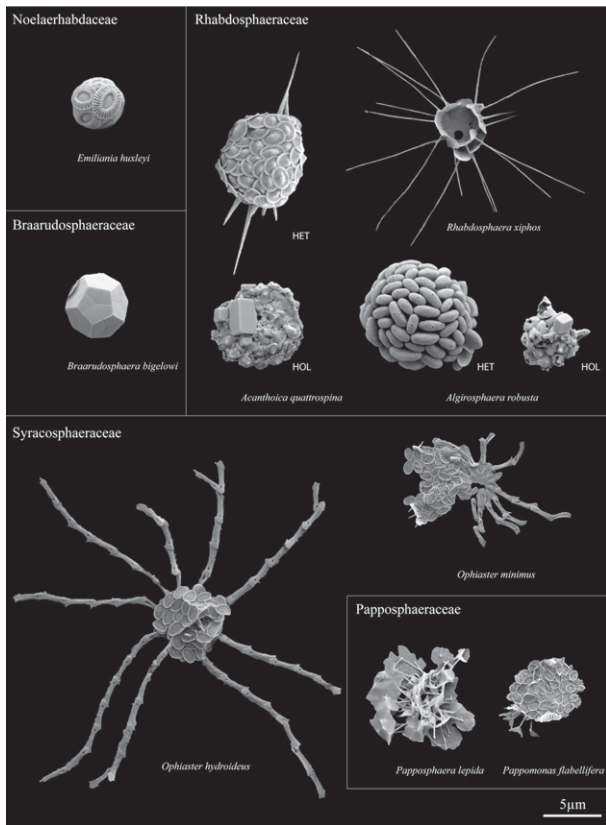 Noelaerhabdaceae
Emiliania huxleyi
Braarudosphaeraceae
Braarudosphaera bigelowi
Rhabdosphaeraceae
HET
Rhabdosphaera xiphos
HOL
Acanthoica quattrospina
HET
HOL
Algirosphaera robusta
Syracosphaeraceae
Ophiaster minimus
Ophiaster hydroideus
Papposphaeraceae
Papposphaera lepida
Pappomonas flabellifera
5µm